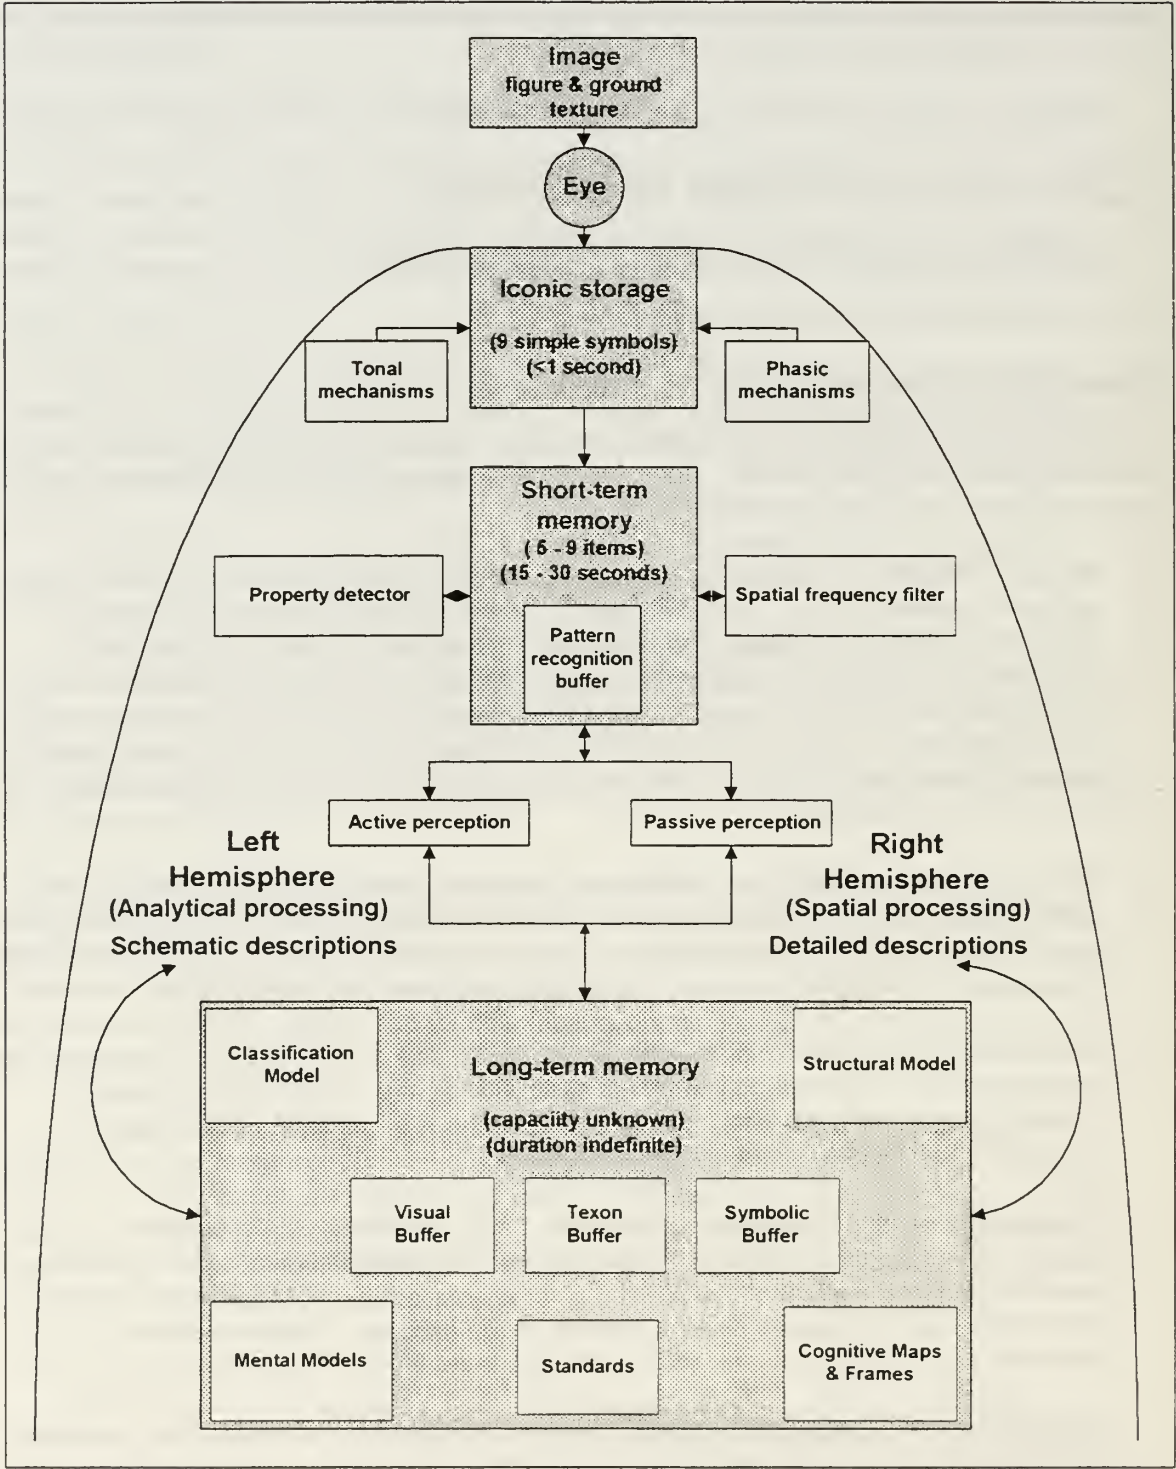 Image
figure & ground
texture
Eye
Iconic storage
(9 simple symbols)
(<1 second)
Tonal
mechanisms
Phasic
mechanisms
Short-term
memory
( 5 - 9 items)
(15 - 30 seconds)
Property detector
Spatial frequency filter
Pattern
recognition
buffer
Active perception
Passive perception
Left
Hemisphere
(Analytical processing)
Schematic descriptions
Right
Hemisphere
(Spatial processing)
Detailed descriptions
Classification
Model
Long-term memory
(capaciity unknown)
(duration indefinite)
Structural Model
Visual
Buffer
Texon
Buffer
Symbolic
Buffer
Mental Models
Standards
Cognitive Maps
& Frames